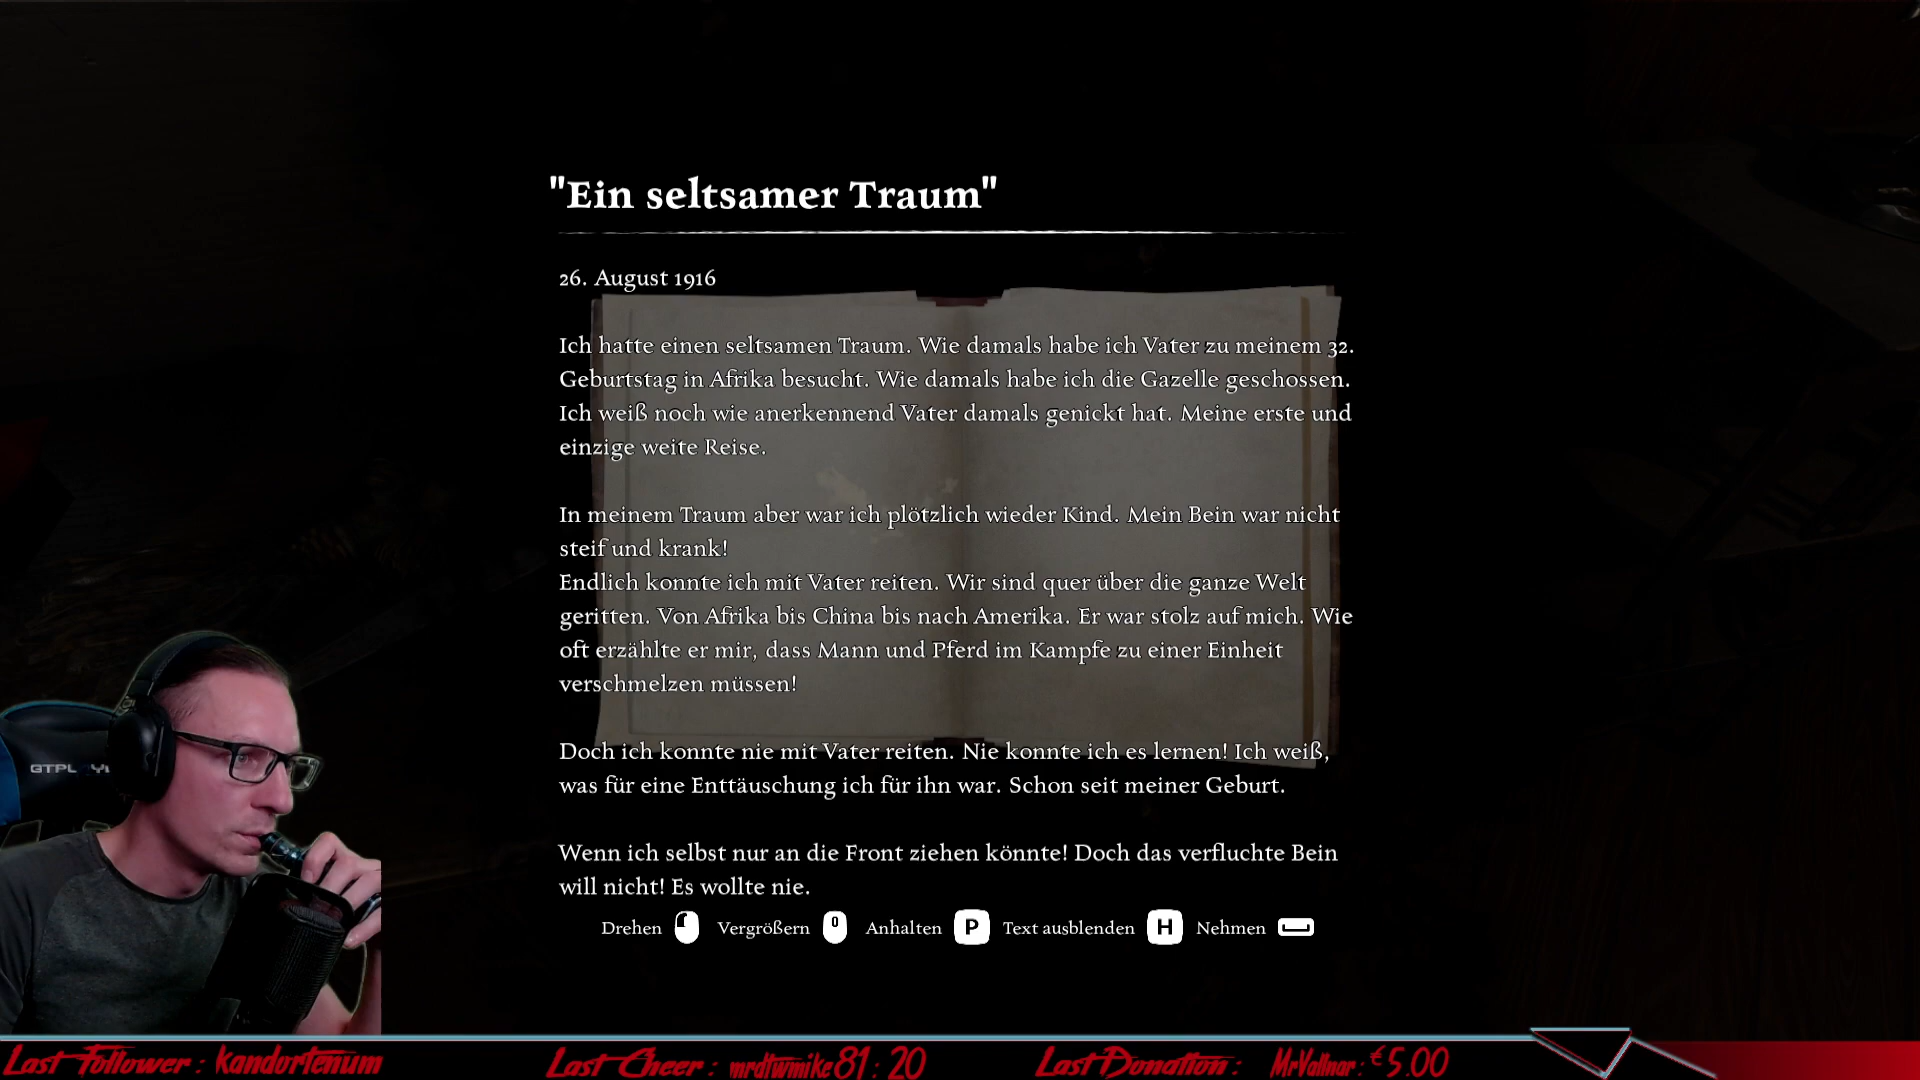 "Ein seltsamer Traum"
26. August 1916
Ich hatte einen seltsamen Traum. Wie damals habe ich Vater zu meinem 32.
Geburtstag in Afrika besucht. Wie damals habe ich die Gazelle geschossen.
Ich weiß noch wie anerkennend Vater damals genickt hat. Meine erste und
einzige weite Reise.
In meinem Traum aber war ich plötzlich wieder Kind. Mein Bein war nicht
steif und krank!
Endlich konnte ich mit Vater reiten. Wir sind quer über die ganze Welt
geritten. Von Afrika bis China bis nach Amerika. Er war stolz auf mich. Wie
oft erzählte er mir, dass Mann und Pferd im Kampfe zu einer Einheit
verschmelzen müssen!
Doch ich konnte nie mit Vater reiten. Nie konnte ich es lernen! Ich weiß,
was für eine Enttäuschung ich für ihn war. Schon seit meiner Geburt.
Wenn ich selbst nur an die Front ziehen könnte! Doch das verfluchte Bein
will nicht! Es wollte nie.
Drehen Vergrößern 0 Anhalten P Text ausblenden H Nehmen
Last Follower : kandortenum
Last Cheer : mrdtwmike81 : 20
Last Donation : MrVallnar : €5.00